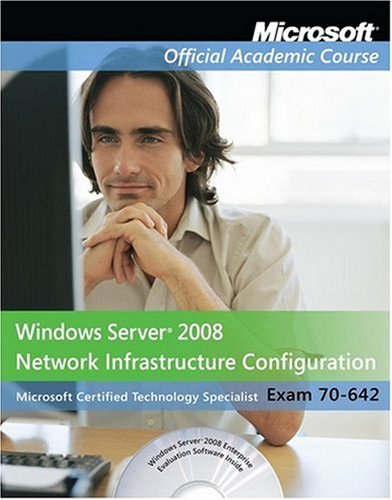 Microsoft®
Official Academic Course
Windows Server® 2008
Network Infrastructure Configuration
Microsoft Certified Technology Specialist Exam 70-642
Windows Server® 2008 Enterprise
Evaluation Software Inside